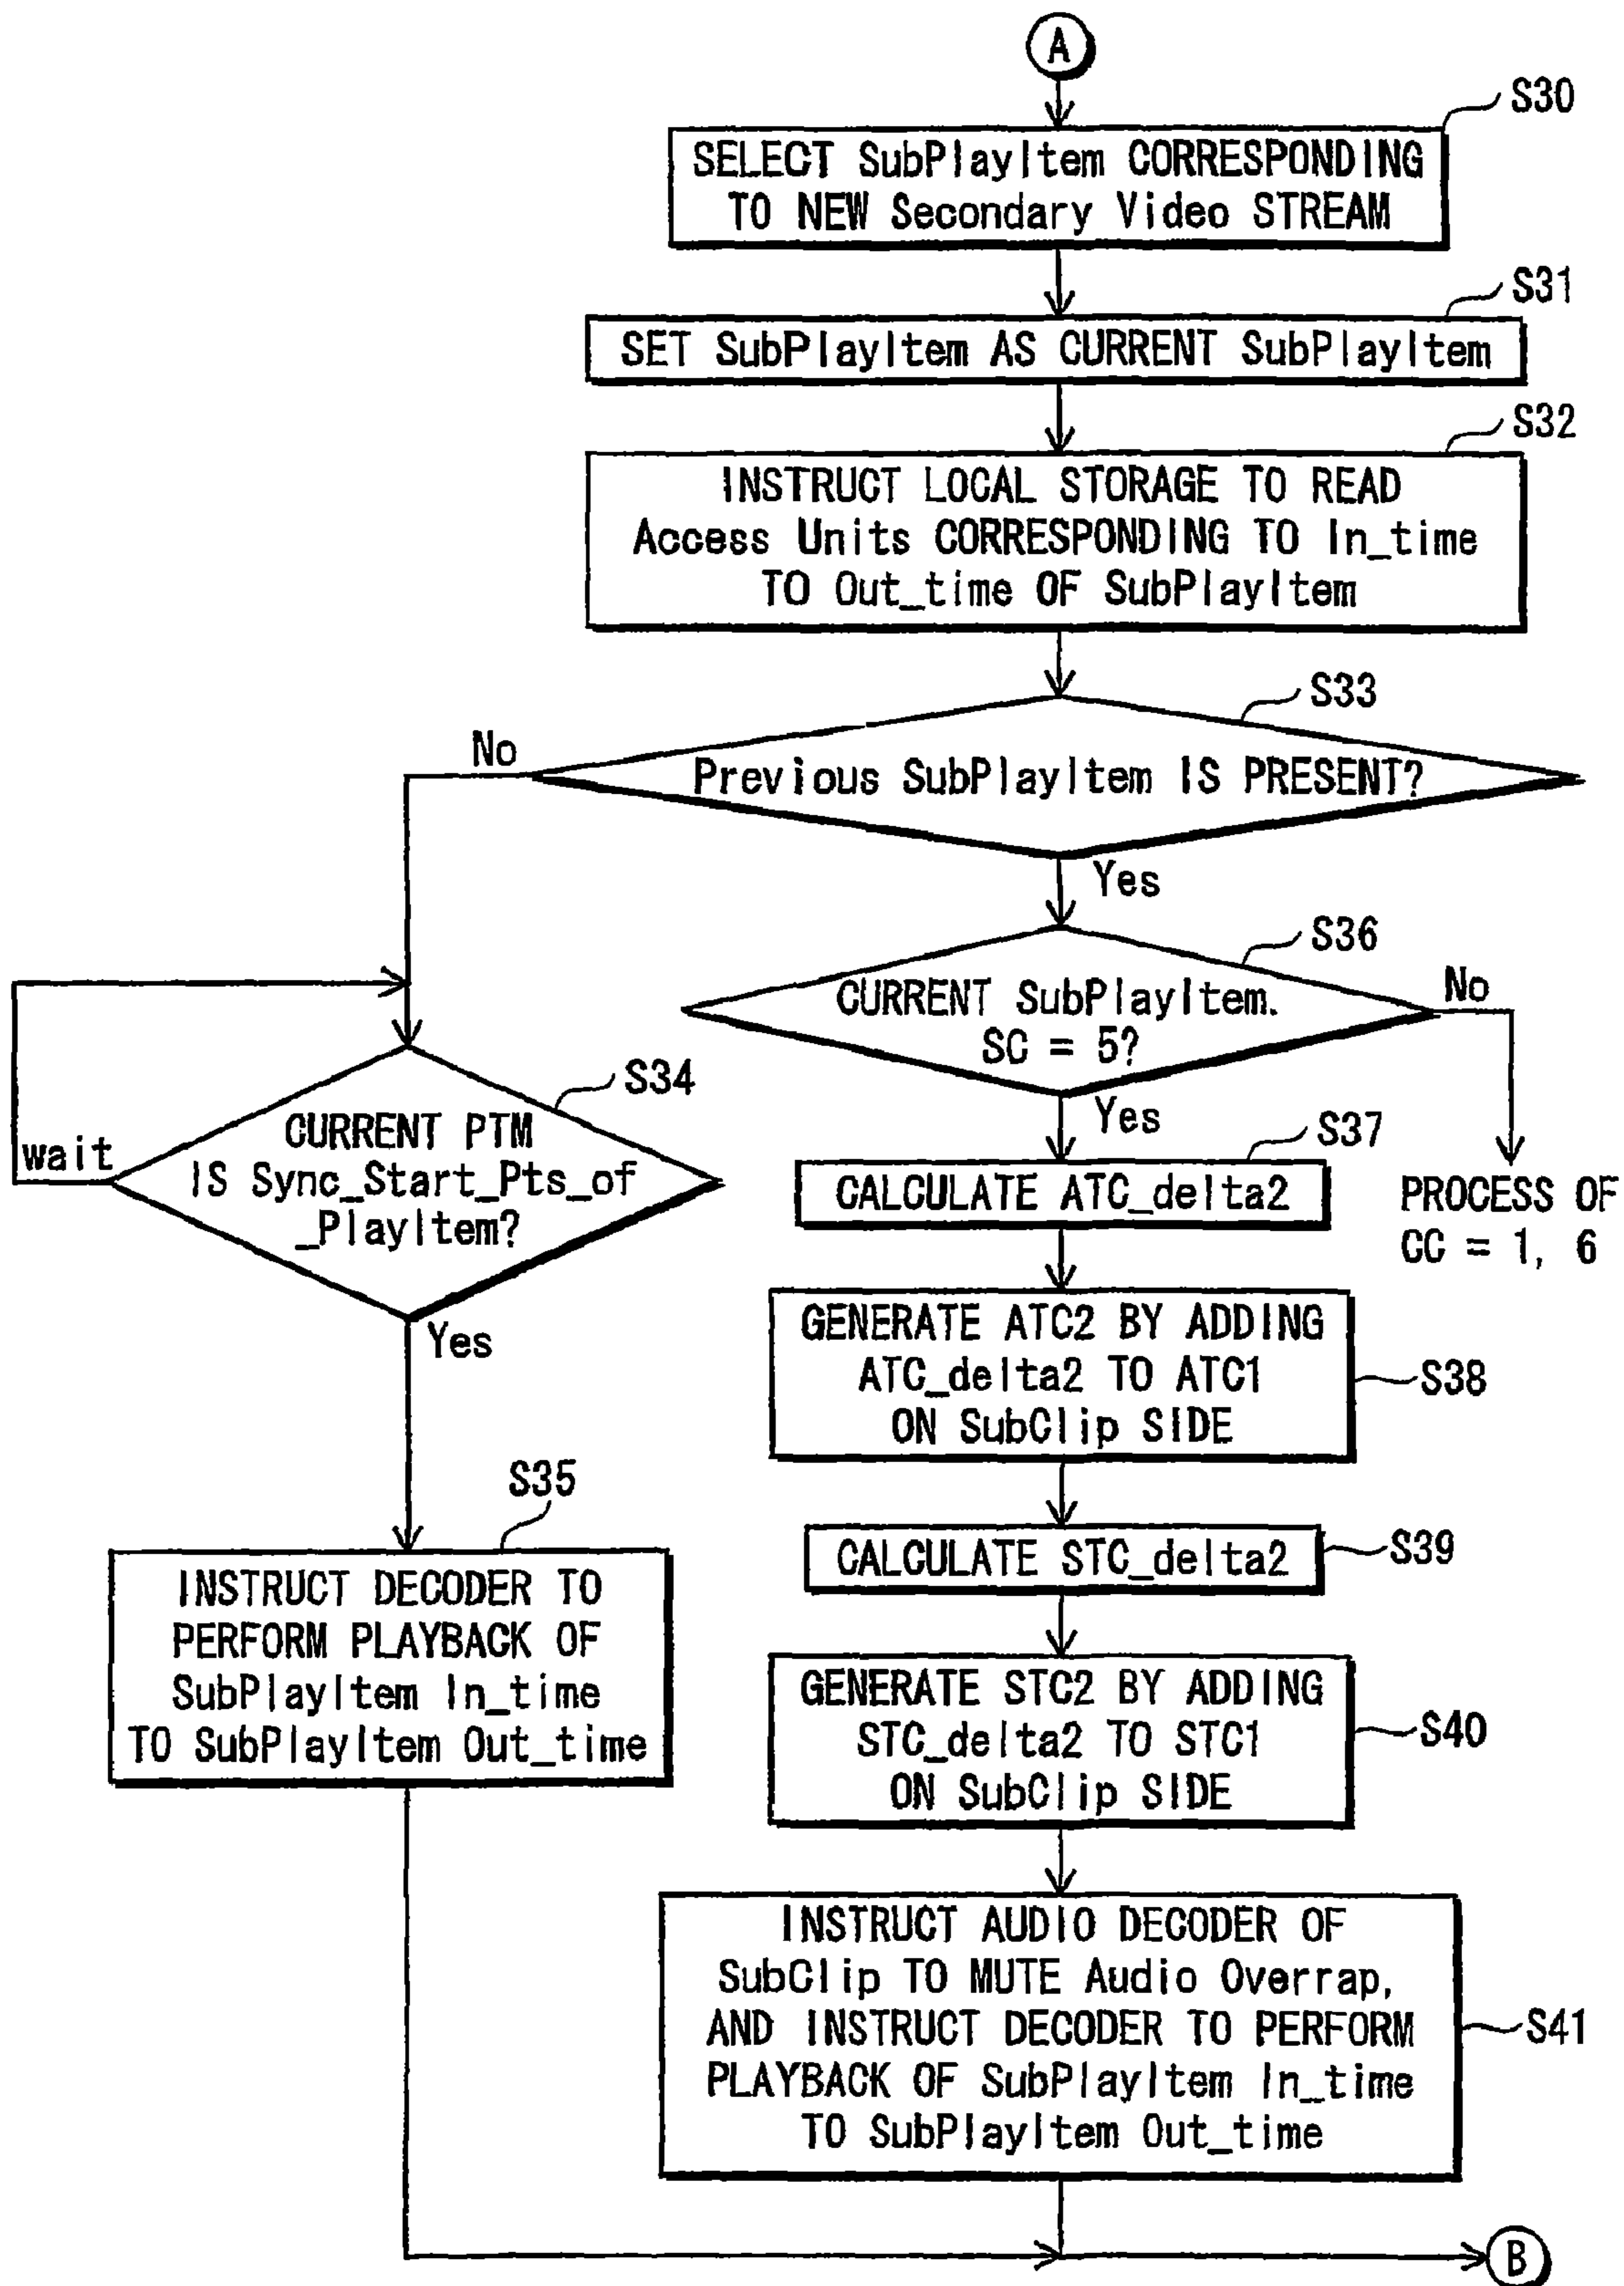 A
S30
SELECT SubPlayItem CORRESPONDING
TO NEW Secondary Video STREAM
S31
SET SubPlayItem AS CURRENT SubPlayItem
S32
INSTRUCT LOCAL STORAGE TO READ
Access Units CORRESPONDING TO In_time
TO Out_time OF SubPlayItem
S33
Previous SubPlayItem IS PRESENT?
No
Yes
S36
CURRENT SubPlayItem.
SC = 5?
No
Yes
PROCESS OF
CC = 1, 6
S34
CURRENT PTM
IS Sync_Start_Pts_of
_PlayItem?
wait
Yes
S35
INSTRUCT DECODER TO
PERFORM PLAYBACK OF
SubPlayItem In_time
TO SubPlayItem Out_time
S37
CALCULATE ATC_delta2
GENERATE ATC2 BY ADDING
ATC_delta2 TO ATC1
ON SubClip SIDE
S38
CALCULATE STC_delta2
S39
GENERATE STC2 BY ADDING
STC_delta2 TO STC1
ON SubClip SIDE
S40
INSTRUCT AUDIO DECODER OF
SubClip TO MUTE Audio Overrap,
AND INSTRUCT DECODER TO PERFORM
PLAYBACK OF SubPlayItem In_time
TO SubPlayItem Out_time
S41
B